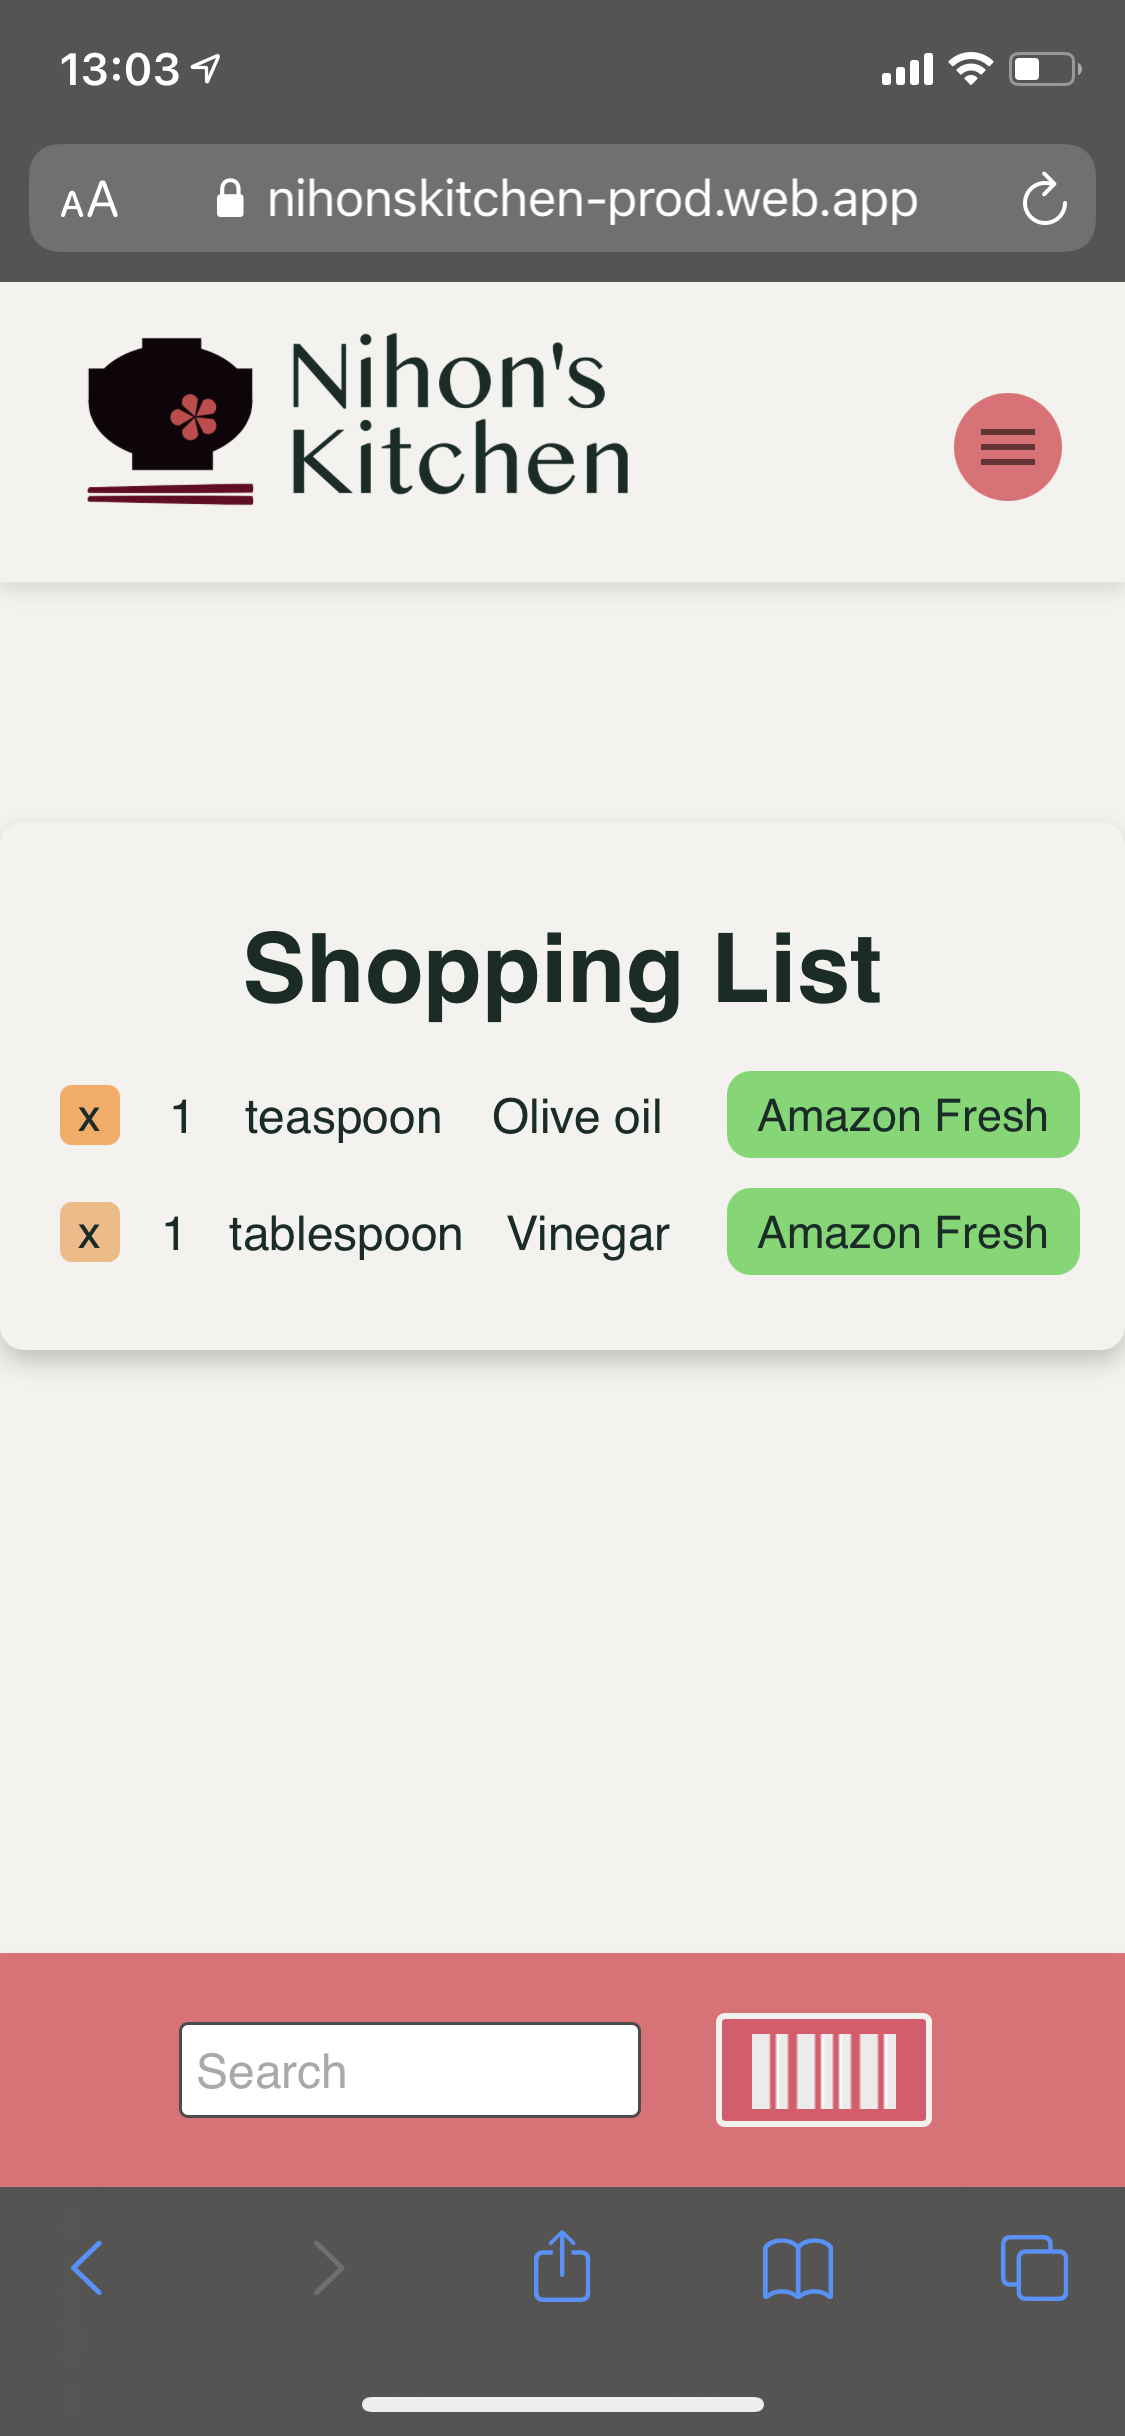 13:03
AA nihonskitchen-prod.web.app
Nihon's
Kitchen
Shopping List
x 1 teaspoon Olive oil Amazon Fresh
x 1 tablespoon Vinegar Amazon Fresh
Search